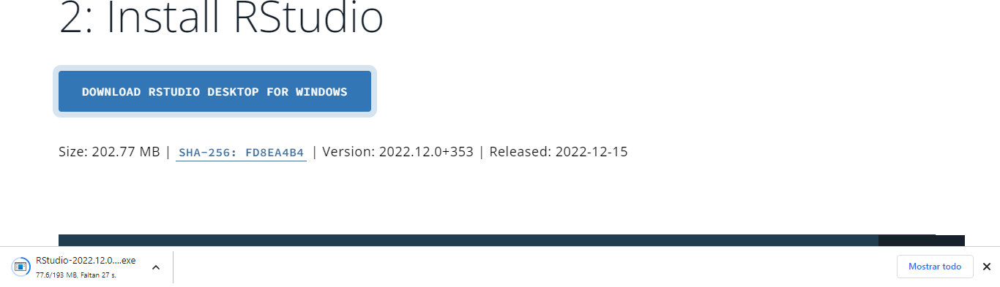 2: Install RStudio
DOWNLOAD RSTUDIO DESKTOP FOR WINDOWS
Size: 202.77 MB | SHA-256: FD8EA4B4 | Version: 2022.12.0+353 | Released: 2022-12-15
RStudio-2022.12.0....exe
77.6/193 MB, Faltan 27 s.
Mostrar todo